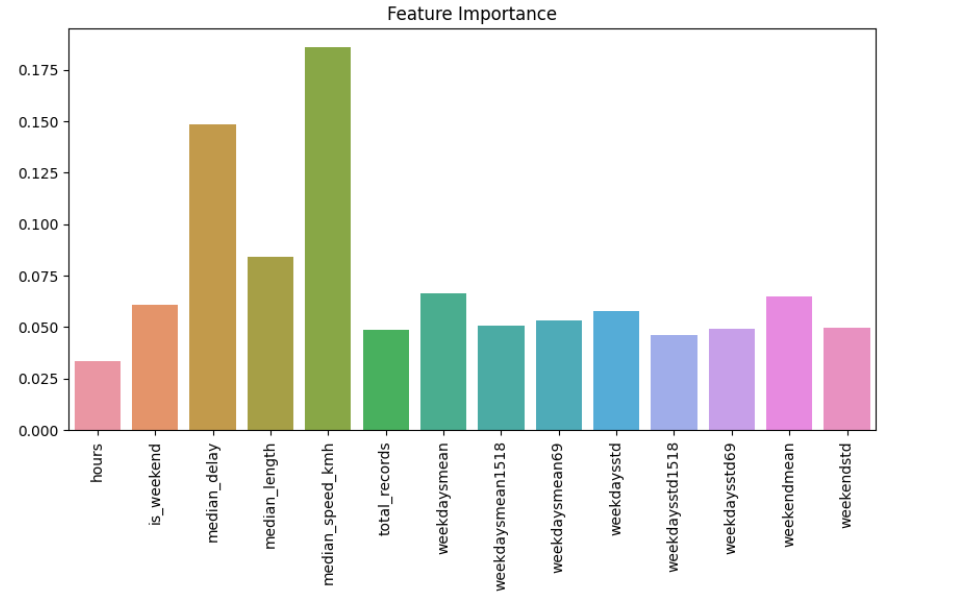 Feature Importance
0.175
0.150
0.125
0.100
0.075
0.050
0.025
0.000
hours
is_weekend
median_delay
median_length
median_speed_kmh
total_records
weekdaysmean
weekdaysmean1518
weekdaysmean69
weekdaysstd
weekdaysstd1518
weekdaysstd69
weekendmean
weekendstd